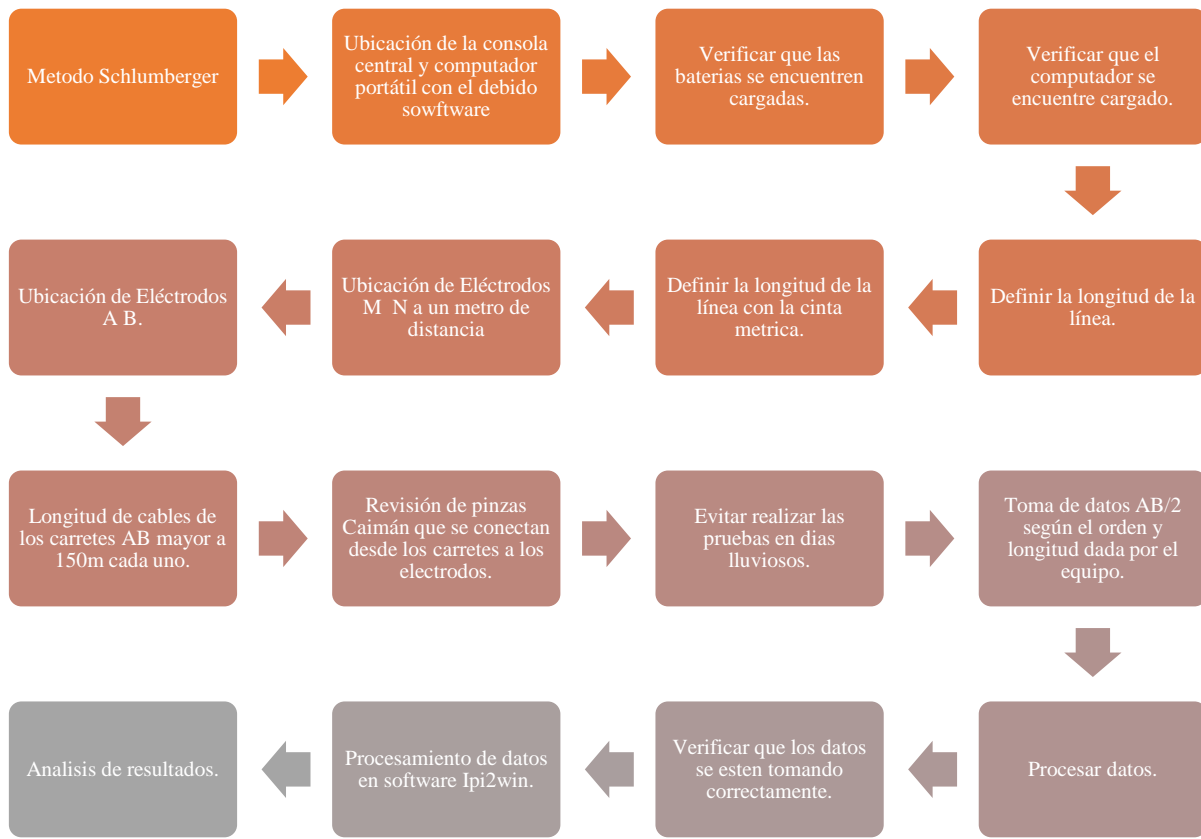 Metodo Schlumberger
Ubicación de la consola
central y computador
portátil con el debido
sowftware
Verificar que las
baterias se encuentren
cargadas.
Verificar que el
computador se
encuentre cargado.
Definir la longitud de la
línea.
Definir la longitud de la
línea con la cinta
metrica.
Ubicación de Eléctrodos
M N a un metro de
distancia
Ubicación de Eléctrodos
A B.
Longitud de cables de
los carretes AB mayor a
150m cada uno.
Revisión de pinzas
Caimán que se conectan
desde los carretes a los
electrodos.
Evitar realizar las
pruebas en dias
lluviosos.
Toma de datos AB/2
según el orden y
longitud dada por el
equipo.
Procesar datos.
Verificar que los datos
se esten tomando
correctamente.
Procesamiento de datos
en software Ipi2win.
Analisis de resultados.